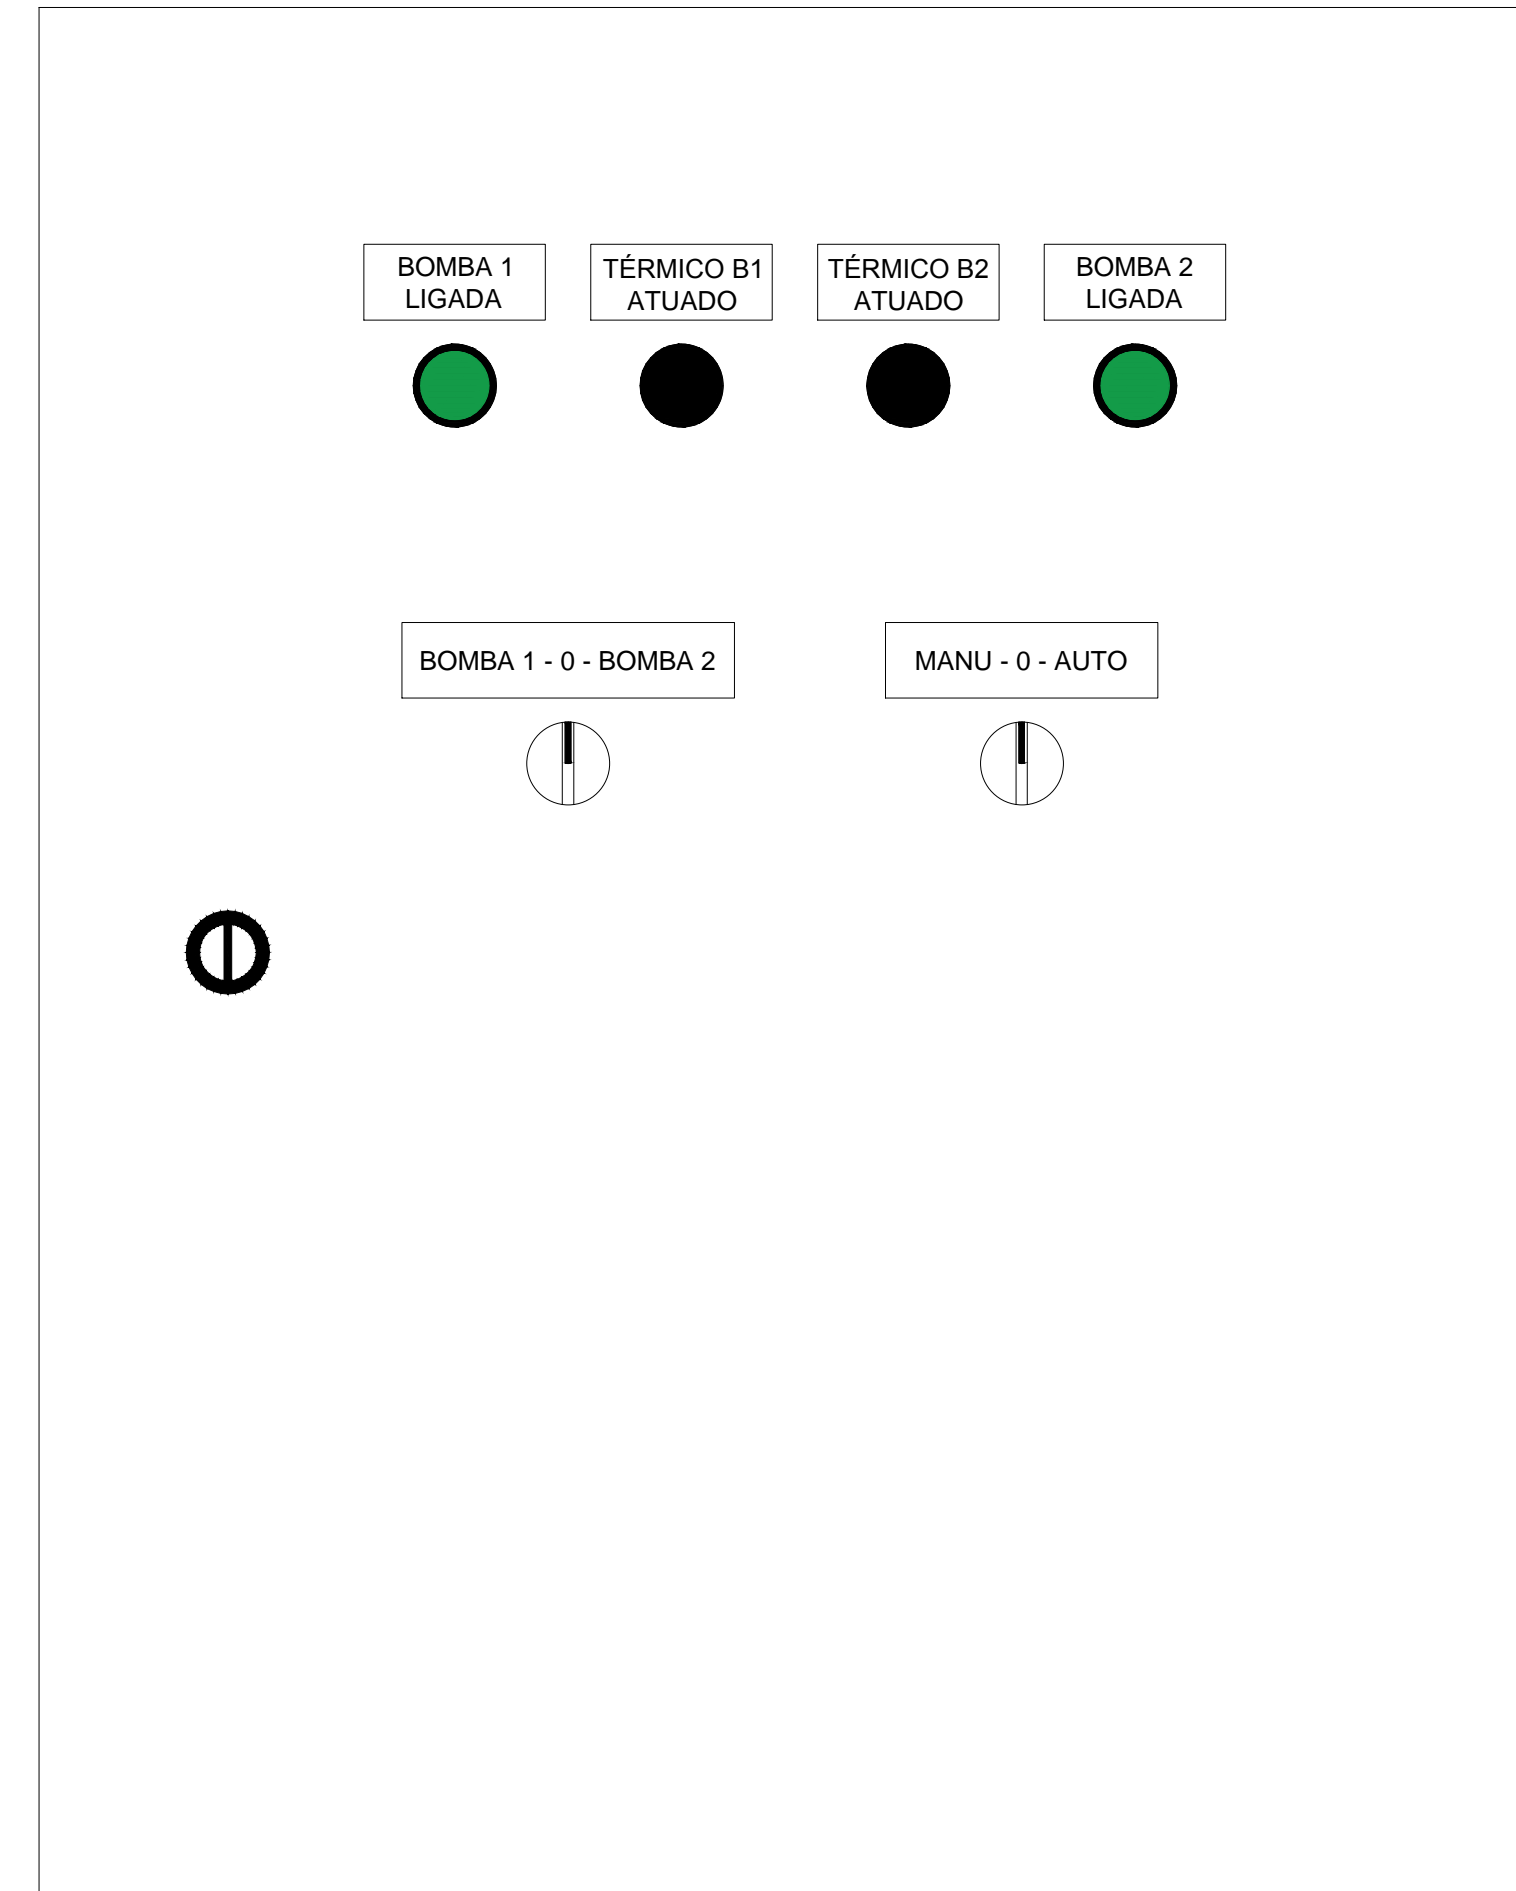 BOMBA 1
LIGADA
TÉRMICO B1
ATUADO
TÉRMICO B2
ATUADO
BOMBA 2
LIGADA
BOMBA 1 - 0 - BOMBA 2
MANU - 0 - AUTO